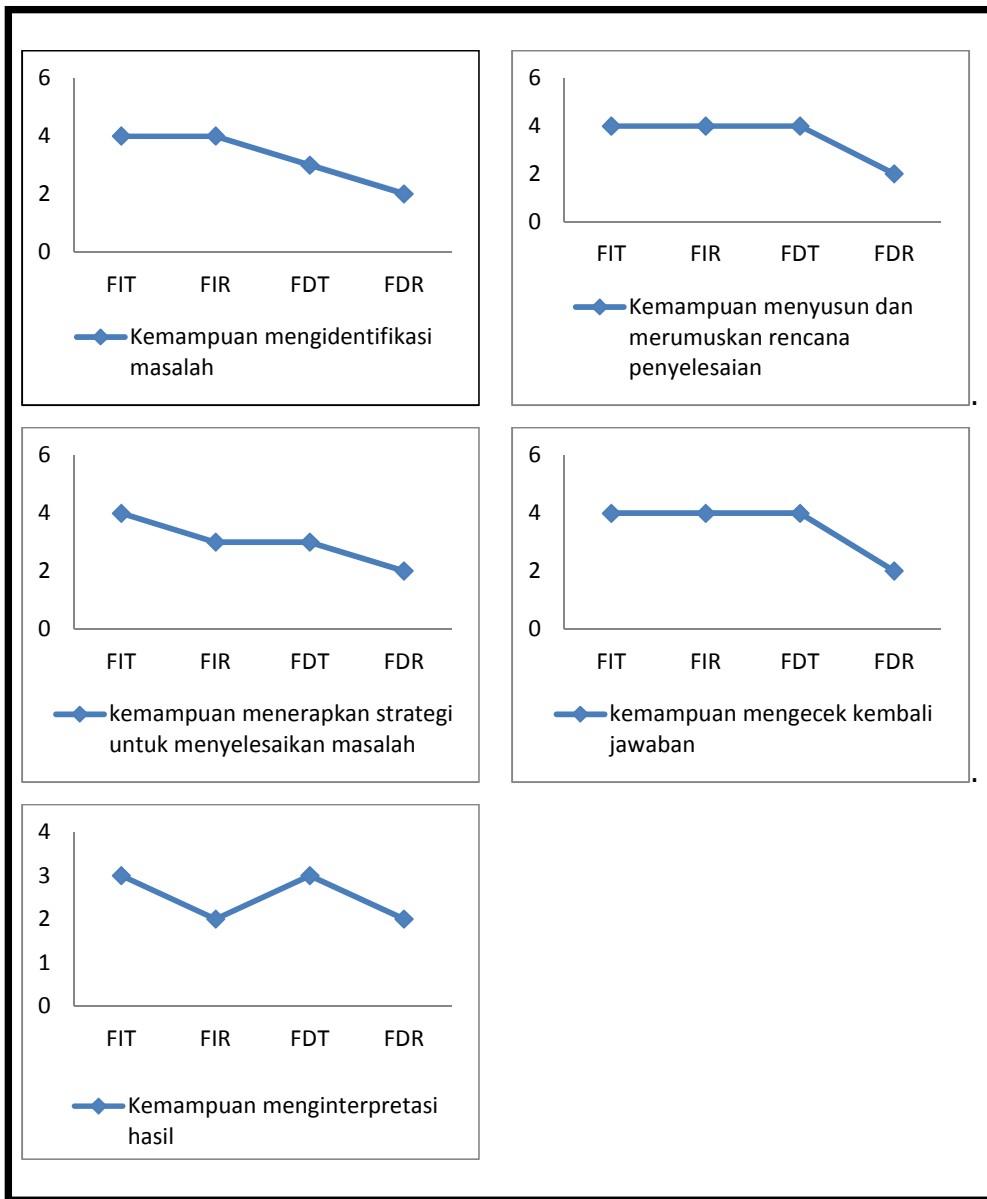 6
4
2
0
FIT FIR FDT FDR
Kemampuan mengidentifikasi
masalah
6
4
2
0
FIT FIR FDT FDR
Kemampuan menyusun dan
merumuskan rencana
penyelesaian
.
6
4
2
0
FIT FIR FDT FDR
kemampuan menerapkan strategi
untuk menyelesaikan masalah
6
4
2
0
FIT FIR FDT FDR
kemampuan mengecek kembali
jawaban
.
4
3
2
1
0
FIT FIR FDT FDR
Kemampuan menginterpretasi
hasil